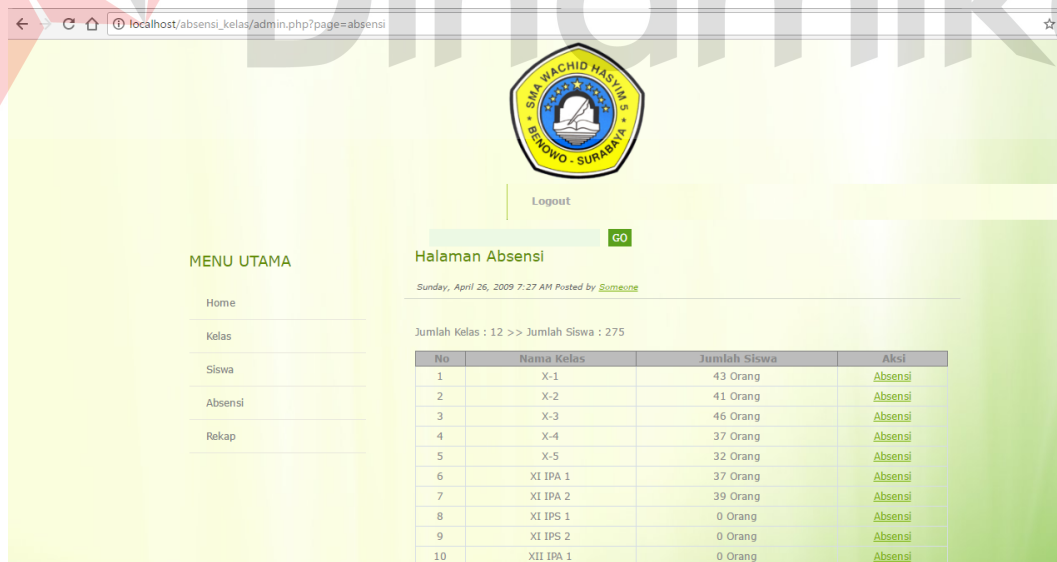 Dinamik
localhost/absensi_kelas/admin.php?page=absensi
SMA WACHID HASYIM 5
BENOWO - SURABAYA
Logout
GO
MENU UTAMA
Home
Kelas
Siswa
Absensi
Rekap
Halaman Absensi
Sunday, April 26, 2009 7:27 AM Posted by Someone
Jumlah Kelas : 12 >> Jumlah Siswa : 275
No Nama Kelas Jumlah Siswa Aksi
1 X-1 43 Orang Absensi
2 X-2 41 Orang Absensi
3 X-3 46 Orang Absensi
4 X-4 37 Orang Absensi
5 X-5 32 Orang Absensi
6 XI IPA 1 37 Orang Absensi
7 XI IPA 2 39 Orang Absensi
8 XI IPS 1 0 Orang Absensi
9 XI IPS 2 0 Orang Absensi
10 XII IPA 1 0 Orang Absensi